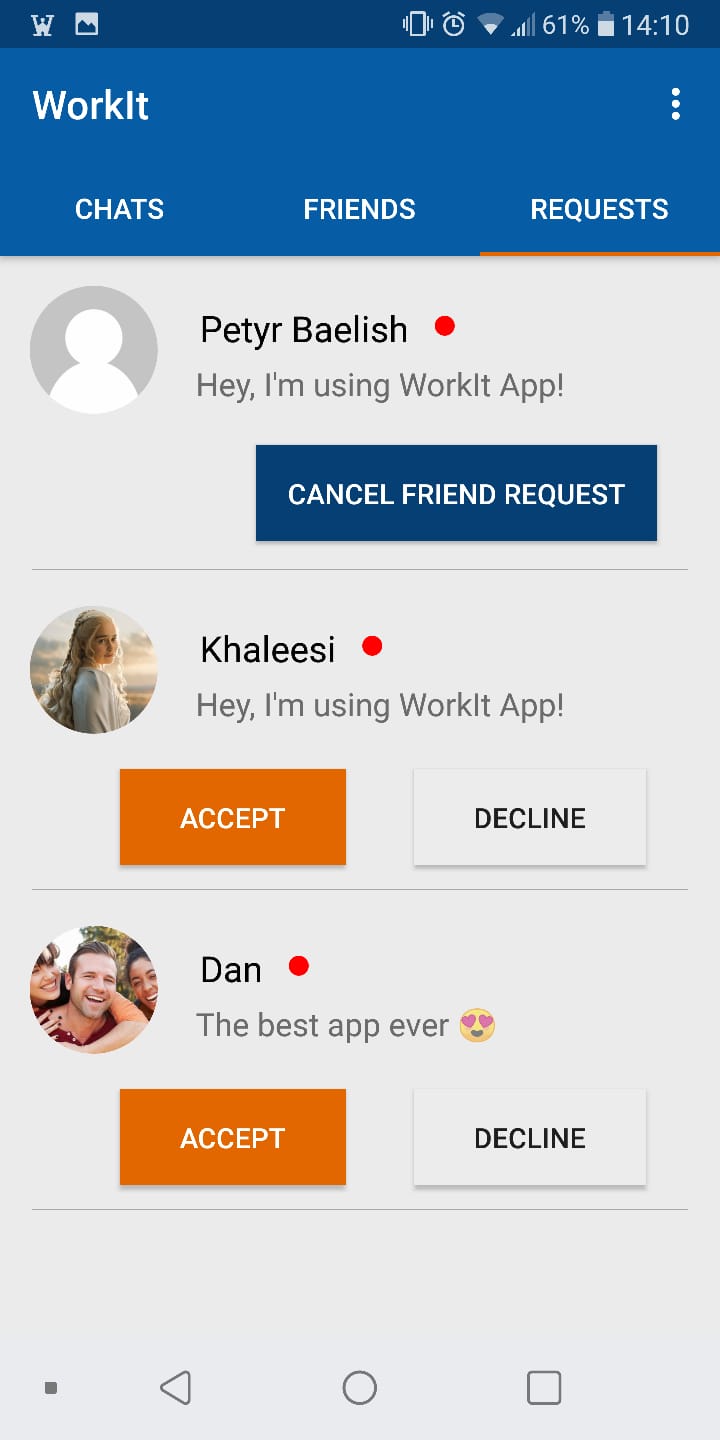 61% 14:10
WorkIt
CHATS FRIENDS REQUESTS
Petyr Baelish
Hey, I'm using WorkIt App!
CANCEL FRIEND REQUEST
Khaleesi
Hey, I'm using WorkIt App!
ACCEPT DECLINE
Dan
The best app ever 😍
ACCEPT DECLINE